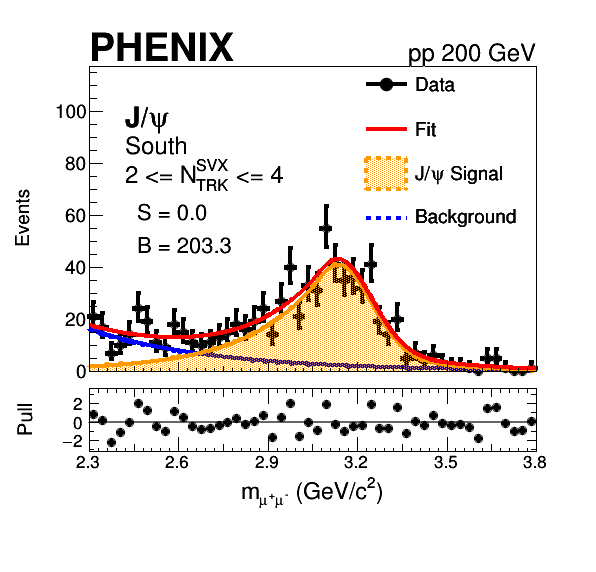 PHENIX pp 200 GeV
Data
Fit
J/ψ Signal
Background
J/ψ
South
2 <= N^{SVX}_{TRK} <= 4
S = 0.0
B = 203.3
Events
100
80
60
40
20
0
Pull
2
0
−2
2.3 2.6 2.9 3.2 3.5 3.8
m_{μ⁺μ⁻} (GeV/c²)